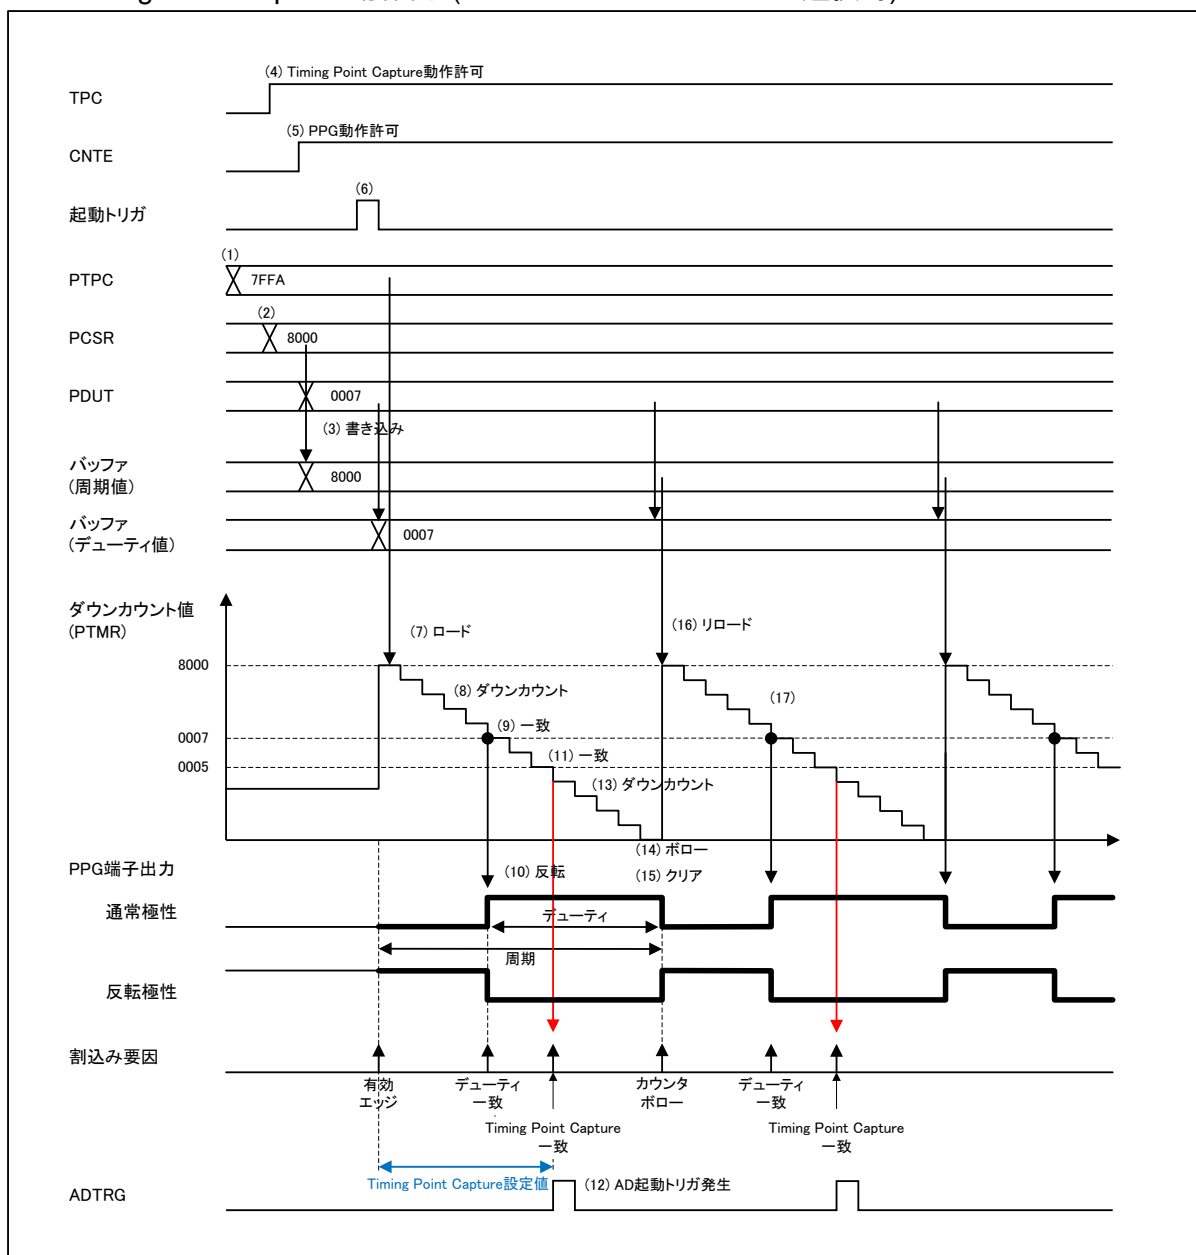 TPC
(4) Timing Point Capture動作許可
CNTE
(5) PPG動作許可
起動トリガ
(6)
PTPC
(1)
7FFA
PCSR
(2)
8000
PDUT
0007
(3) 書き込み
バッファ
(周期値)
8000
バッファ
(デューティ値)
0007
ダウンカウント値
(PTMR)
(7) ロード
(16) リロード
8000
(8) ダウンカウント
(17)
(9) 一致
0007
(11) 一致
0005
(13) ダウンカウント
(14) ボロー
PPG端子出力
(10) 反転
(15) クリア
通常極性
デューティ
周期
反転極性
割込み要因
有効
エッジ
デューティ
一致
カウンタ
ボロー
デューティ
一致
Timing Point Capture
一致
Timing Point Capture
一致
Timing Point Capture設定値
(12) AD起動トリガ発生
ADTRG